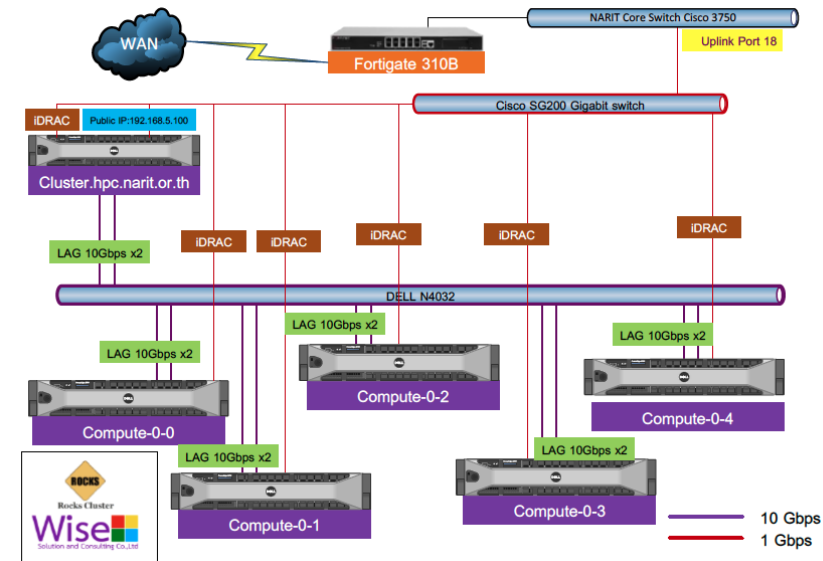 NARIT Core Switch Cisco 3750
WAN
Uplink Port 18
Fortigate 310B
Cisco SG200 Gigabit switch
iDRAC
Public IP:192.168.5.100
Cluster.hpc.narit.or.th
iDRAC
iDRAC
iDRAC
iDRAC
iDRAC
LAG 10Gbps x2
DELL N4032
LAG 10Gbps x2
LAG 10Gbps x2
LAG 10Gbps x2
Compute-0-2
Compute-0-4
Compute-0-0
LAG 10Gbps x2
LAG 10Gbps x2
Compute-0-1
Compute-0-3
ROCKS
Rocks Cluster
Wise
Solution and Consulting Co.,Ltd
10 Gbps
1 Gbps